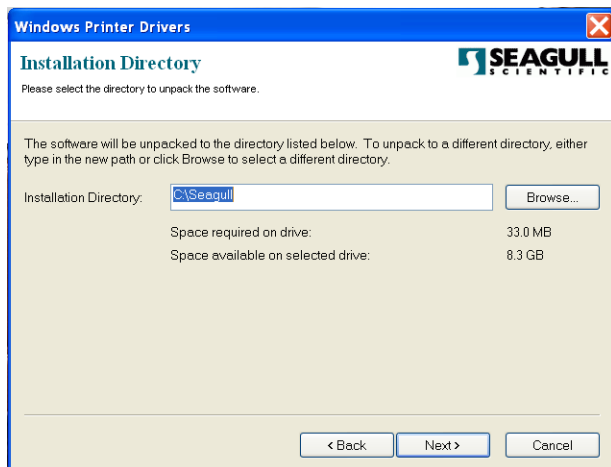 Windows Printer Drivers
Installation Directory
SEAGULL
SCIENTIFIC
Please select the directory to unpack the software.
The software will be unpacked to the directory listed below. To unpack to a different directory, either
type in the new path or click Browse to select a different directory.
Installation Directory: C:\Seagull Browse...
Space required on drive: 33.0 MB
Space available on selected drive: 8.3 GB
< Back Next > Cancel